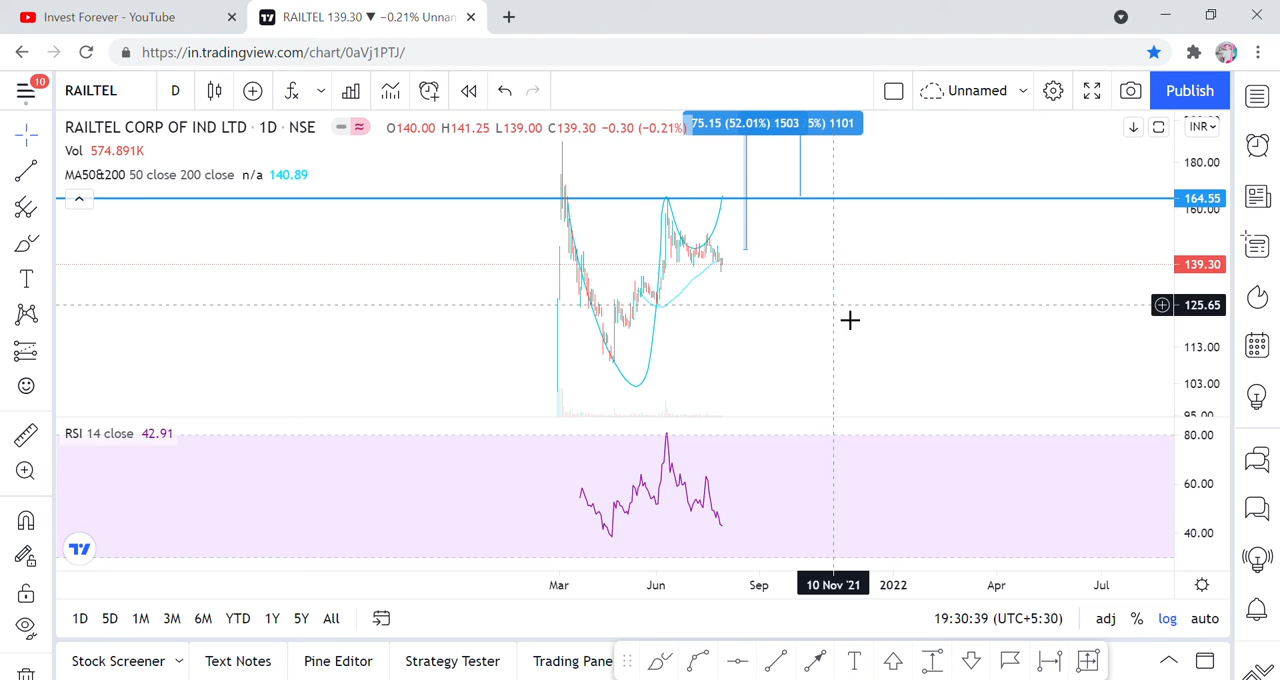 Invest Forever - YouTube
RAILTEL 139.30 ▼ −0.21% Unnan
https://in.tradingview.com/chart/0aVj1PTJ/
10
RAILTEL
D
Unnamed
Publish
RAILTEL CORP OF IND LTD · 1D · NSE
O140.00 H141.25 L139.00 C139.30 −0.30 (−0.21%)
75.15 (52.01%) 1503
5%) 1101
INR
Vol 574.891K
MA50&200 50 close 200 close n/a 140.89
180.00
164.55
160.00
139.30
125.65
113.00
103.00
95.00
RSI 14 close 42.91
80.00
60.00
40.00
Mar
Jun
Sep
10 Nov '21
2022
Apr
Jul
1D 5D 1M 3M 6M YTD 1Y 5Y All
19:30:39 (UTC+5:30)
adj % log auto
Stock Screener
Text Notes
Pine Editor
Strategy Tester
Trading Pane